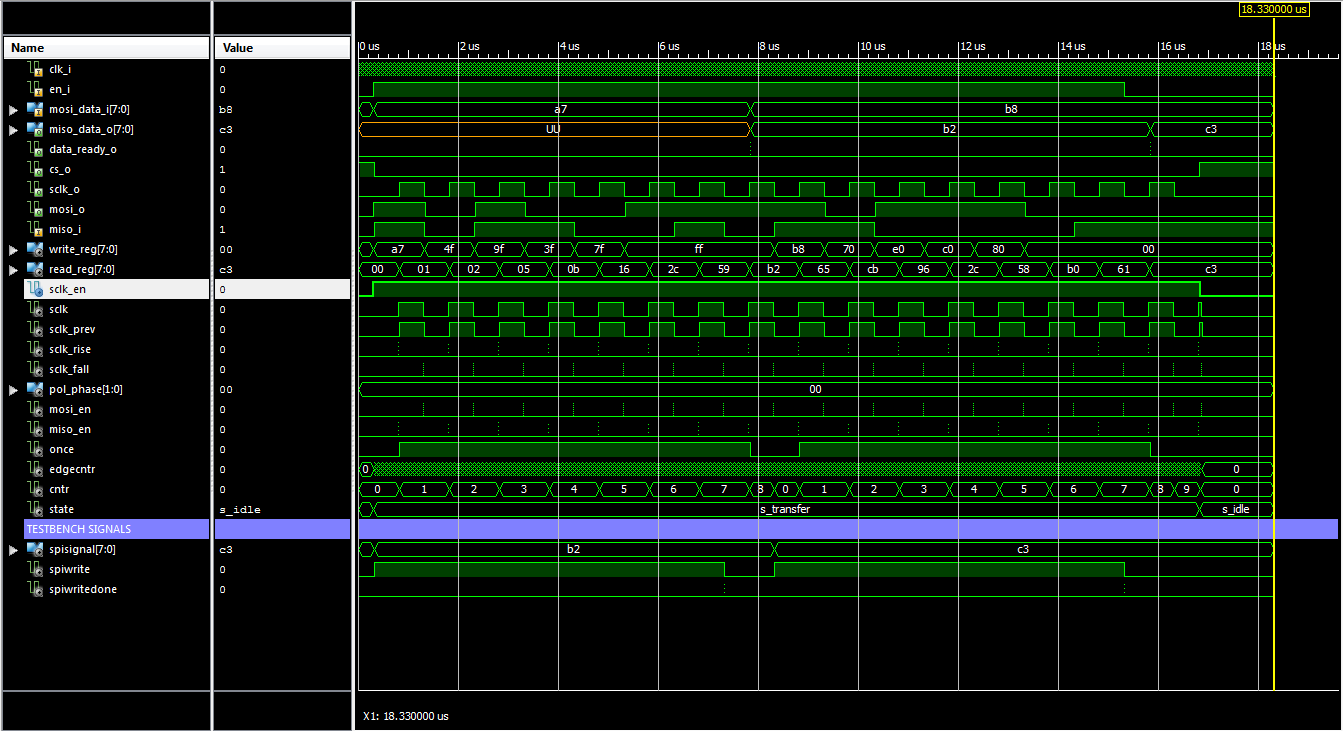 18.330000 us
Name Value 0 us 2 us 4 us 6 us 8 us 10 us 12 us 14 us 16 us 18 us
clk_i 0
en_i 0
mosi_data_i[7:0] b8 a7 b8
miso_data_o[7:0] c3 UU b2 c3
data_ready_o 0
cs_o 1
sclk_o 0
mosi_o 0
miso_i 1
write_reg[7:0] 00 a7 4f 9f 3f 7f ff b8 70 e0 c0 80 00
read_reg[7:0] c3 00 01 02 05 0b 16 2c 59 b2 65 cb 96 2c 58 b0 61 c3
sclk_en 0
sclk 0
sclk_prev 0
sclk_rise 0
sclk_fall 0
pol_phase[1:0] 00 00
mosi_en 0
miso_en 0
once 0
edgecntr 0 0 0
cntr 0 0 1 2 3 4 5 6 7 8 0 1 2 3 4 5 6 7 8 9 0
state s_idle s_transfer s_idle
TESTBENCH SIGNALS
spisignal[7:0] c3 b2 c3
spiwrite 0
spiwritedone 0
X1: 18.330000 us